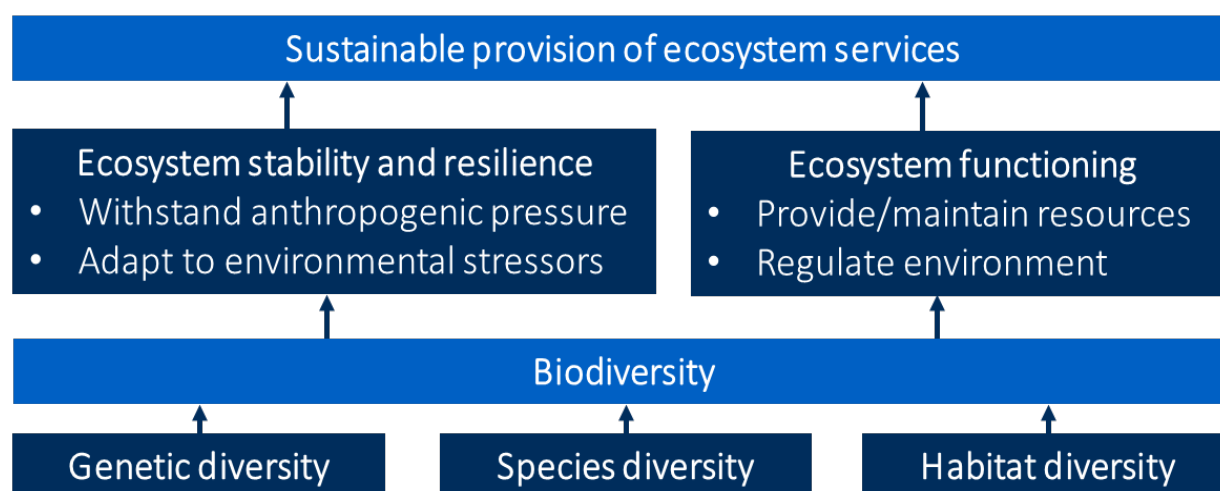 Sustainable provision of ecosystem services
Ecosystem stability and resilience
• Withstand anthropogenic pressure
• Adapt to environmental stressors
Ecosystem functioning
• Provide/maintain resources
• Regulate environment
Biodiversity
Genetic diversity
Species diversity
Habitat diversity